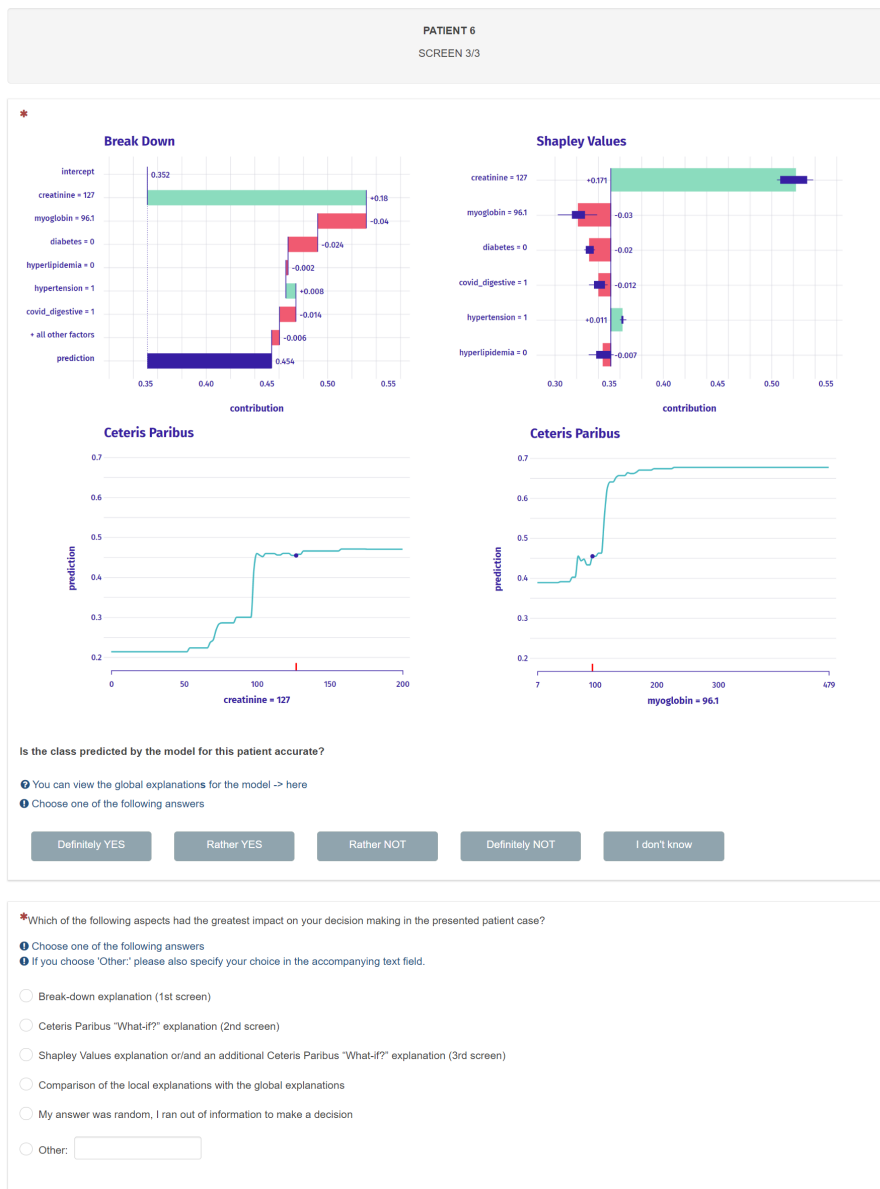 PATIENT 6
SCREEN 3/3
*
Break Down
intercept
0.352
creatinine = 127
+0.18
myoglobin = 96.1
-0.04
diabetes = 0
-0.024
hyperlipidemia = 0
-0.002
hypertension = 1
+0.008
covid_digestive = 1
-0.014
+ all other factors
-0.006
prediction
0.454
0.35 0.40 0.45 0.50 0.55
contribution
Shapley Values
creatinine = 127
+0.171
myoglobin = 96.1
-0.03
diabetes = 0
-0.02
covid_digestive = 1
-0.012
hypertension = 1
+0.011
hyperlipidemia = 0
-0.007
0.30 0.35 0.40 0.45 0.50 0.55
contribution
Ceteris Paribus
prediction
0.7
0.6
0.5
0.4
0.3
0.2
0 50 100 150 200
creatinine = 127
Ceteris Paribus
prediction
0.7
0.6
0.5
0.4
0.3
0.2
7 100 200 300 479
myoglobin = 96.1
Is the class predicted by the model for this patient accurate?
You can view the global explanations for the model -> here
Choose one of the following answers
Definitely YES Rather YES Rather NOT Definitely NOT I don't know
*Which of the following aspects had the greatest impact on your decision making in the presented patient case?
Choose one of the following answers
If you choose 'Other:' please also specify your choice in the accompanying text field.
Break-down explanation (1st screen)
Ceteris Paribus “What-if?” explanation (2nd screen)
Shapley Values explanation or/and an additional Ceteris Paribus “What-if?” explanation (3rd screen)
Comparison of the local explanations with the global explanations
My answer was random, I ran out of information to make a decision
Other: